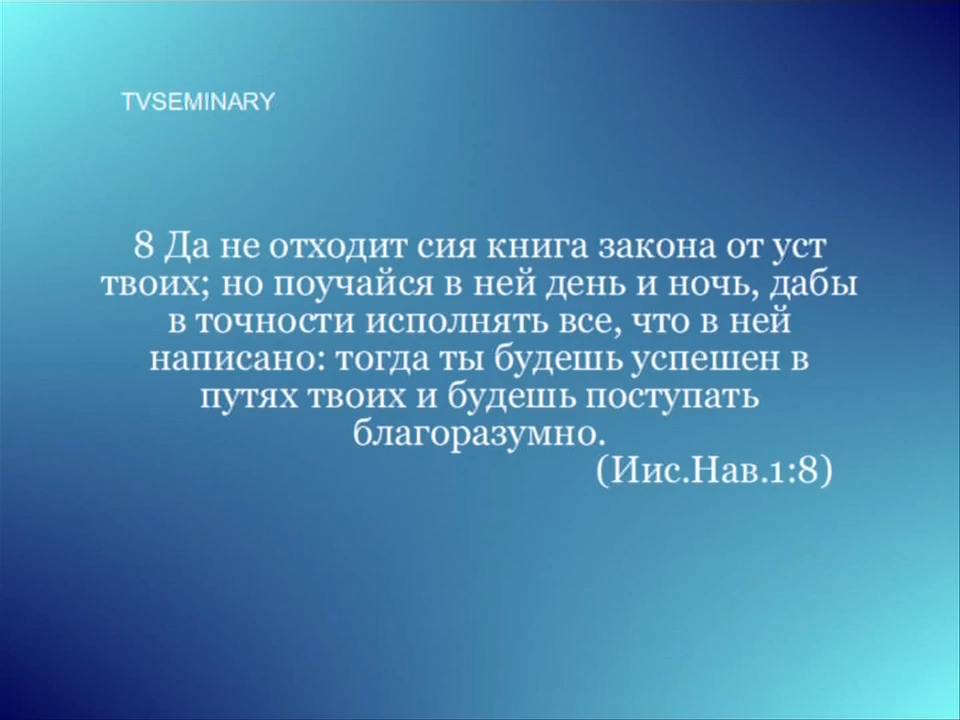 TVSEMINARY
8 Да не отходит сия книга закона от уст
твоих; но поучайся в ней день и ночь, дабы
в точности исполнять все, что в ней
написано: тогда ты будешь успешен в
путях твоих и будешь поступать
благоразумно.
(Иис.Нав.1:8)